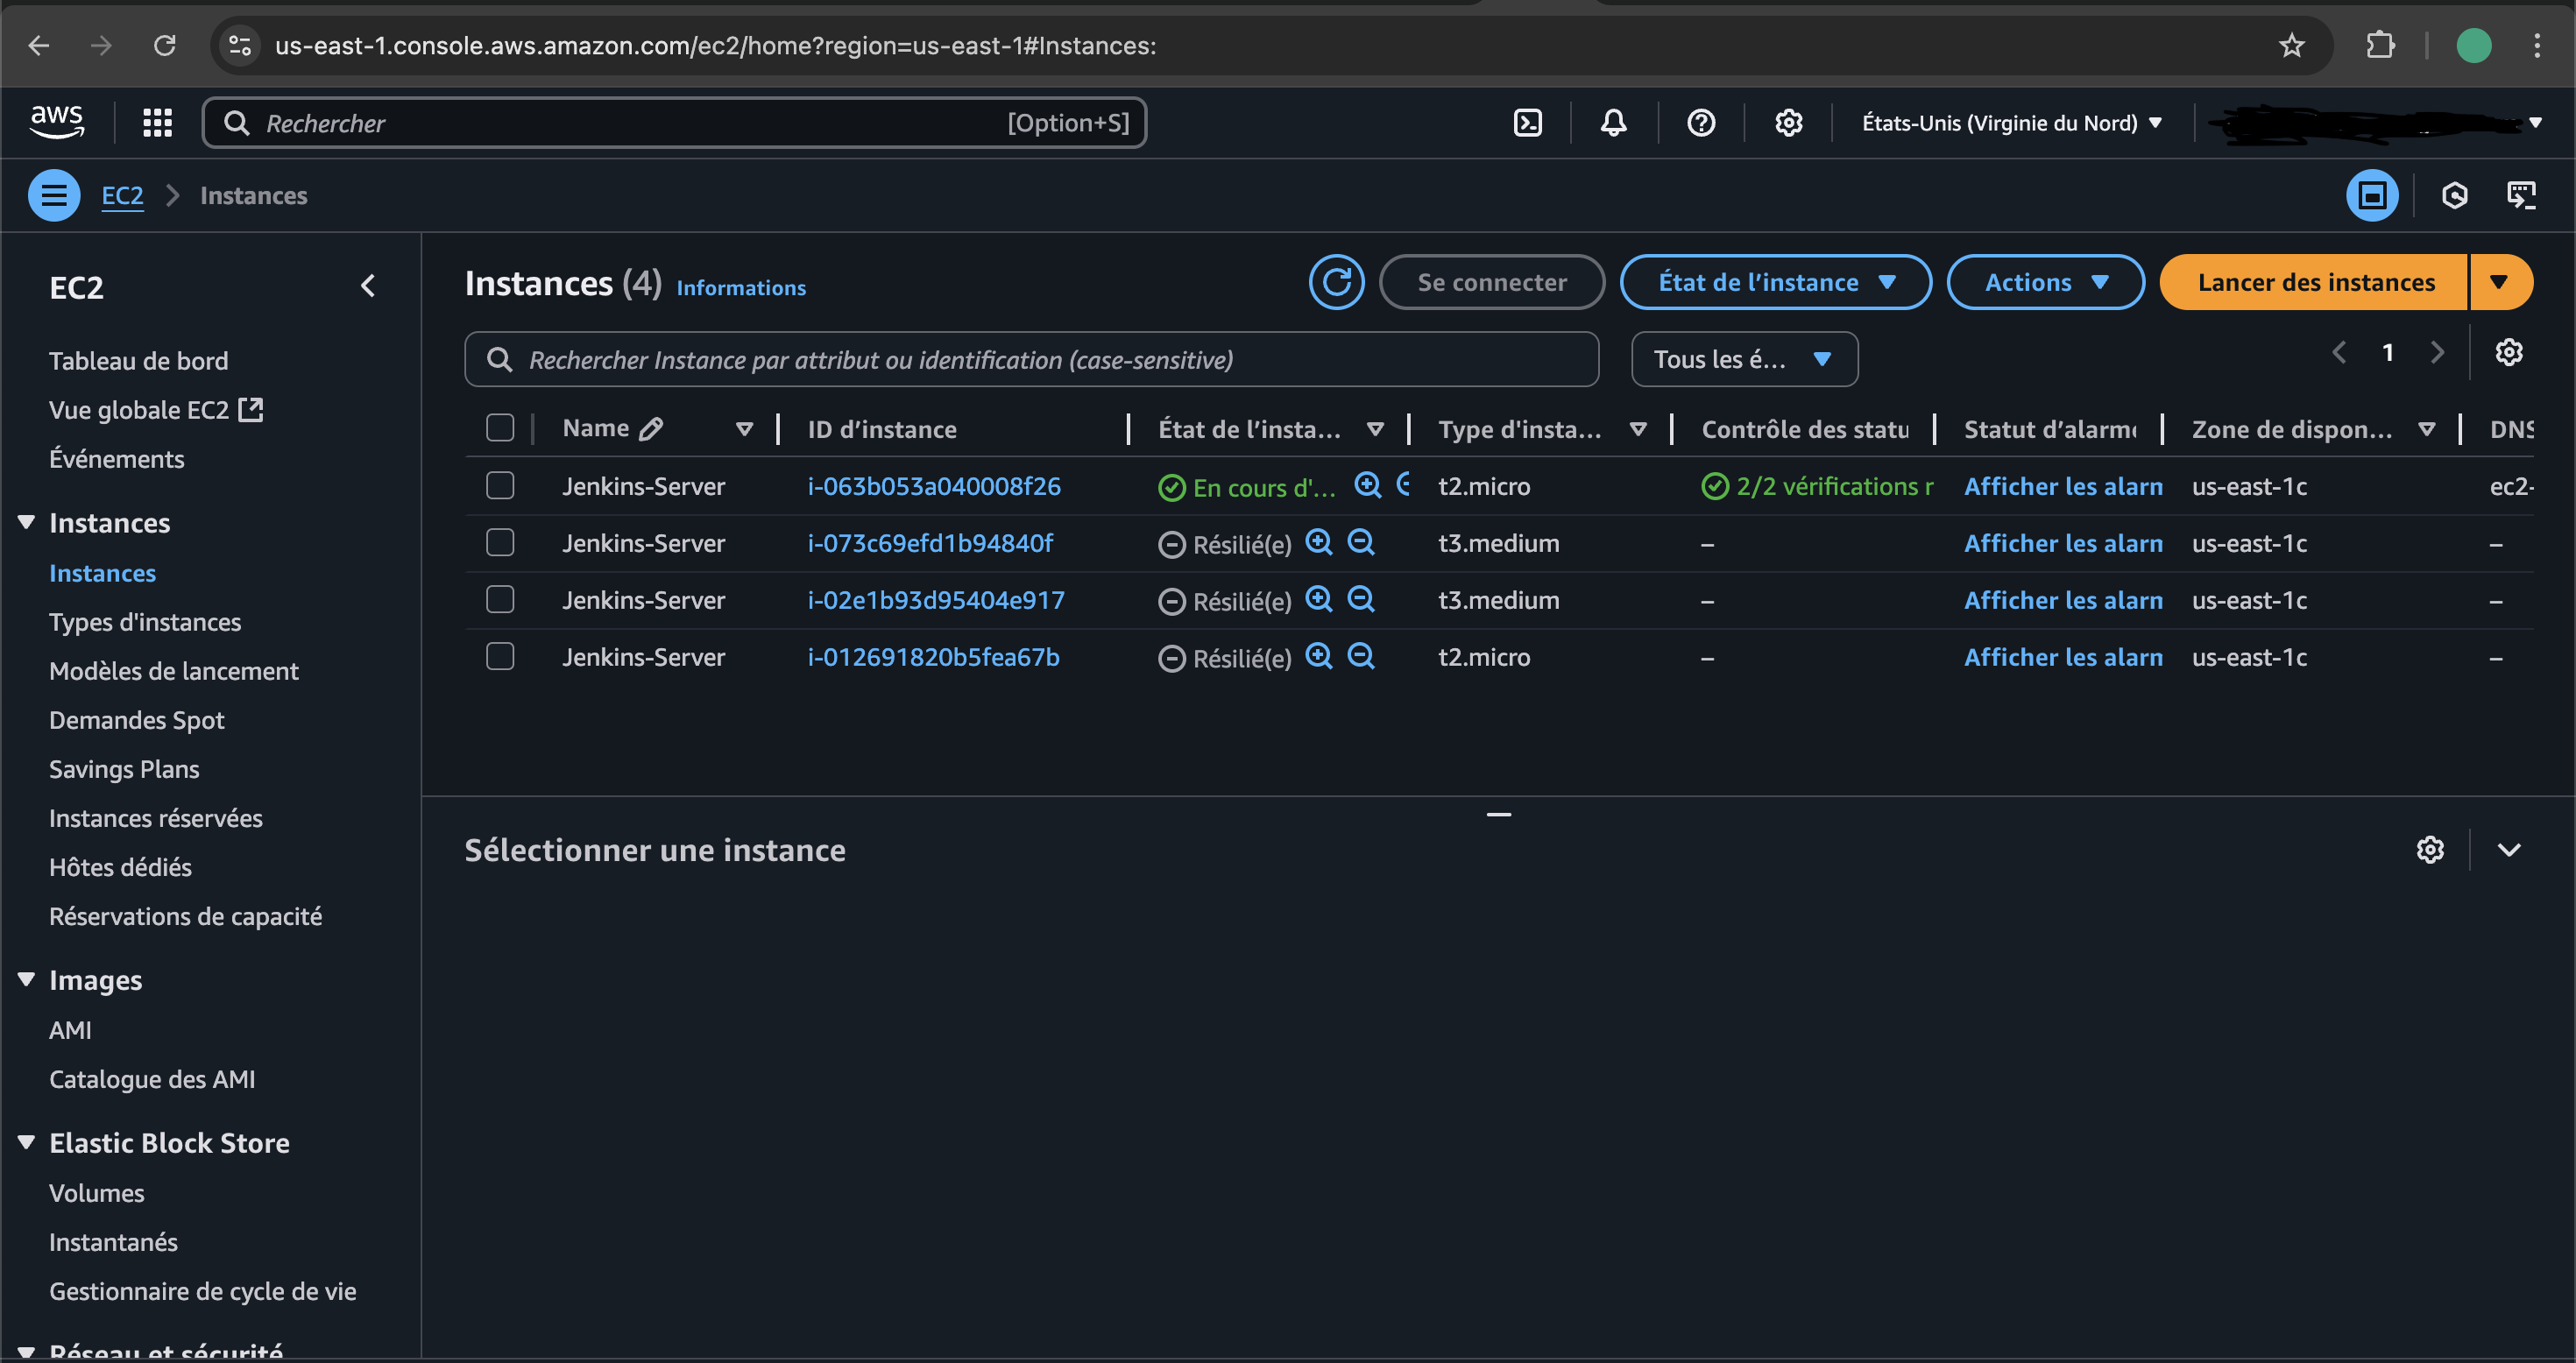 us-east-1.console.aws.amazon.com/ec2/home?region=us-east-1#Instances:
aws Rechercher [Option+S] États-Unis (Virginie du Nord)
EC2 Instances
EC2
Tableau de bord
Vue globale EC2
Événements
Instances
Instances
Types d'instances
Modèles de lancement
Demandes Spot
Savings Plans
Instances réservées
Hôtes dédiés
Réservations de capacité
Images
AMI
Catalogue des AMI
Elastic Block Store
Volumes
Instantanés
Gestionnaire de cycle de vie
Réseau et sécurité
Instances (4) Informations Se connecter État de l’instance Actions Lancer des instances
Rechercher Instance par attribut ou identification (case-sensitive) Tous les é... 1
Name ID d’instance État de l’insta... Type d'insta... Contrôle des statu Statut d’alarm Zone de dispon... DNS
Jenkins-Server i-063b053a040008f26 En cours d'... t2.micro 2/2 vérifications r Afficher les alarm us-east-1c ec2-
Jenkins-Server i-073c69efd1b94840f Résilié(e) t3.medium – Afficher les alarm us-east-1c –
Jenkins-Server i-02e1b93d95404e917 Résilié(e) t3.medium – Afficher les alarm us-east-1c –
Jenkins-Server i-012691820b5fea67b Résilié(e) t2.micro – Afficher les alarm us-east-1c –
Sélectionner une instance